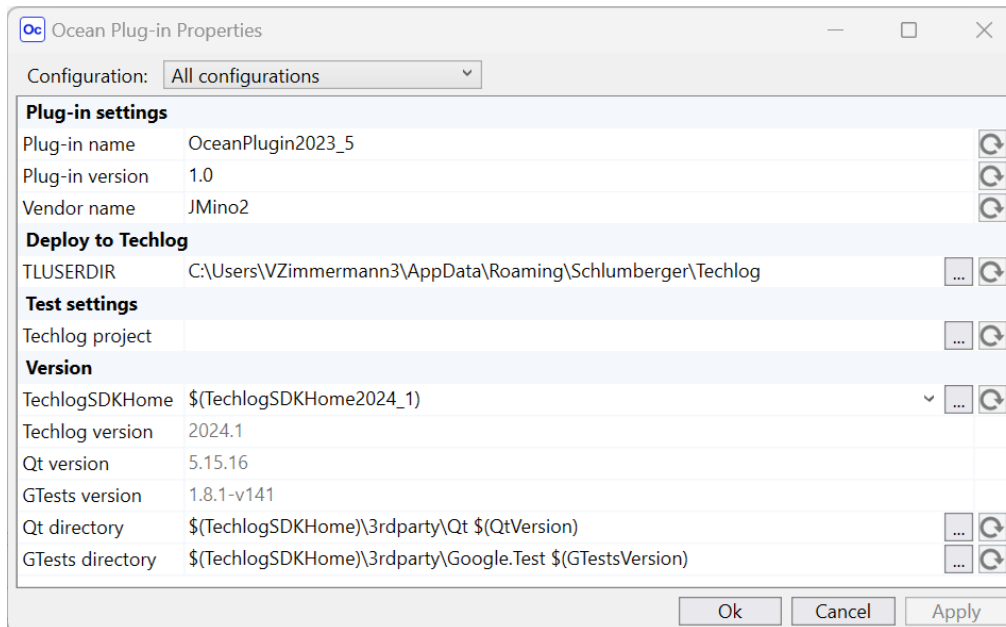 Oc Ocean Plug-in Properties
Configuration: All configurations
Plug-in settings
Plug-in name OceanPlugin2023_5
Plug-in version 1.0
Vendor name JMino2
Deploy to Techlog
TLUSERDIR C:\Users\VZimmermann3\AppData\Roaming\Schlumberger\Techlog ...
Test settings
Techlog project ...
Version
TechlogSDKHome $(TechlogSDKHome2024_1) ...
Techlog version 2024.1
Qt version 5.15.16
GTests version 1.8.1-v141
Qt directory $(TechlogSDKHome)\3rdparty\Qt $(QtVersion) ...
GTests directory $(TechlogSDKHome)\3rdparty\Google.Test $(GTestsVersion) ...
Ok Cancel Apply